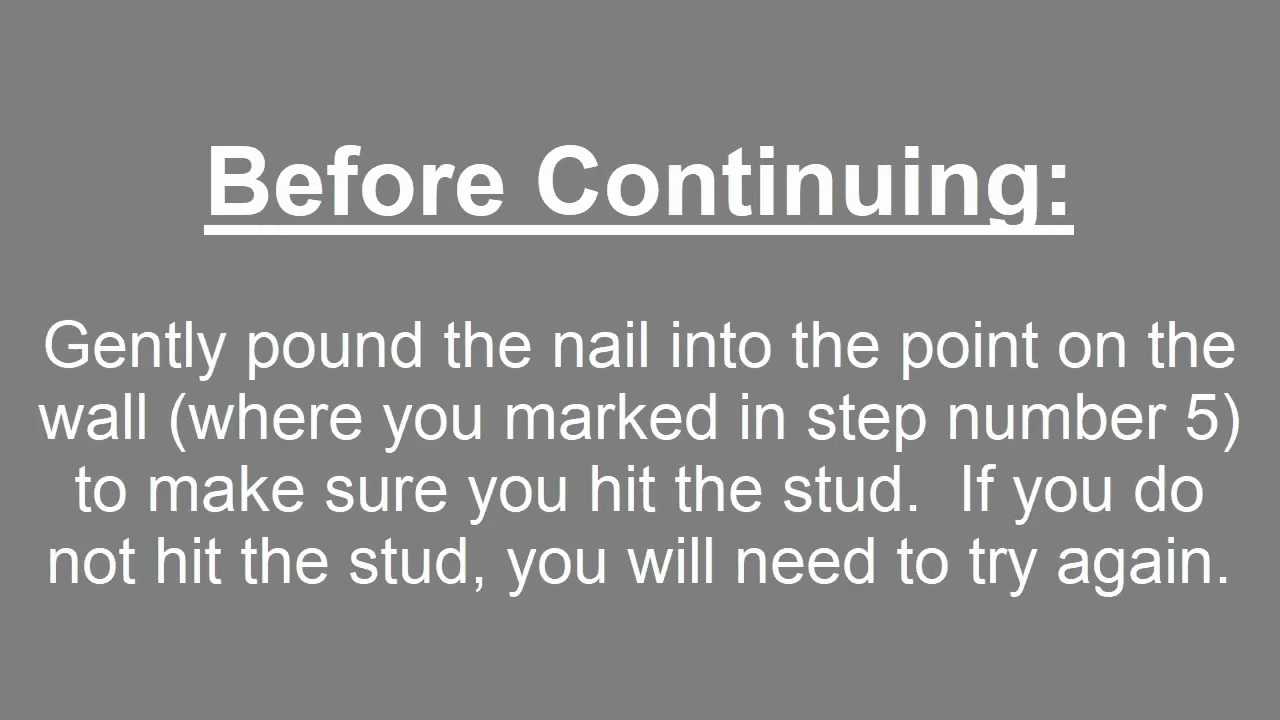 Before Continuing:
Gently pound the nail into the point on the
wall (where you marked in step number 5)
to make sure you hit the stud.  If you do
not hit the stud, you will need to try again.